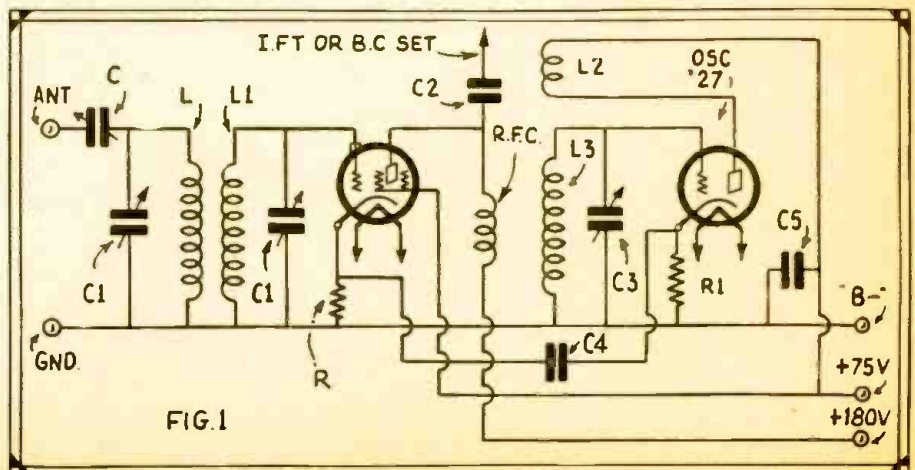 I.F.T OR B.C SET
OSC
'27
C
C2
L2
ANT
L
L1
R.F.C.
L3
C5
C1
C1
C3
R1
"B-"
C4
GND.
R
+75V
FIG.1
+180V